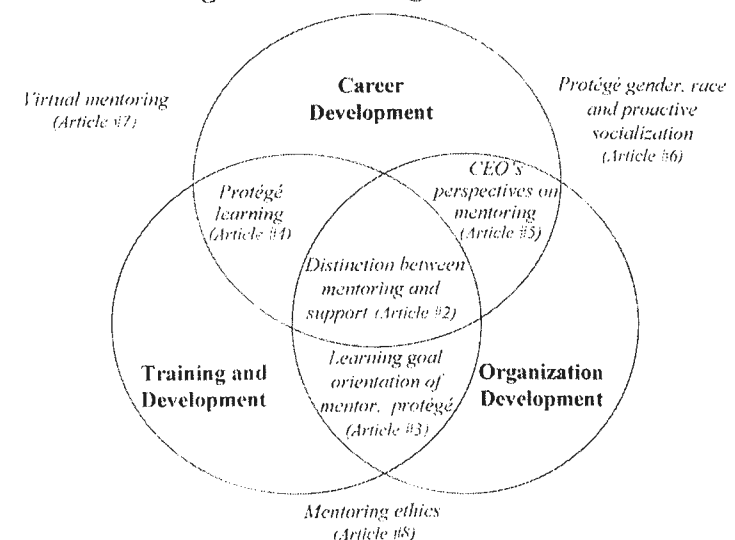 Career
Development
Virtual mentoring
(Article #7)
Protégé gender, race
and proactive
socialization
(Article #6)
CEO's
perspectives on
mentoring
(Article #5)
Protégé
learning
(Article #4)
Distinction between
mentoring and
support (Article #2)
Training and
Development
Learning goal
orientation of
mentor, protégé
(Article #3)
Organization
Development
Mentoring ethics
(Article #8)